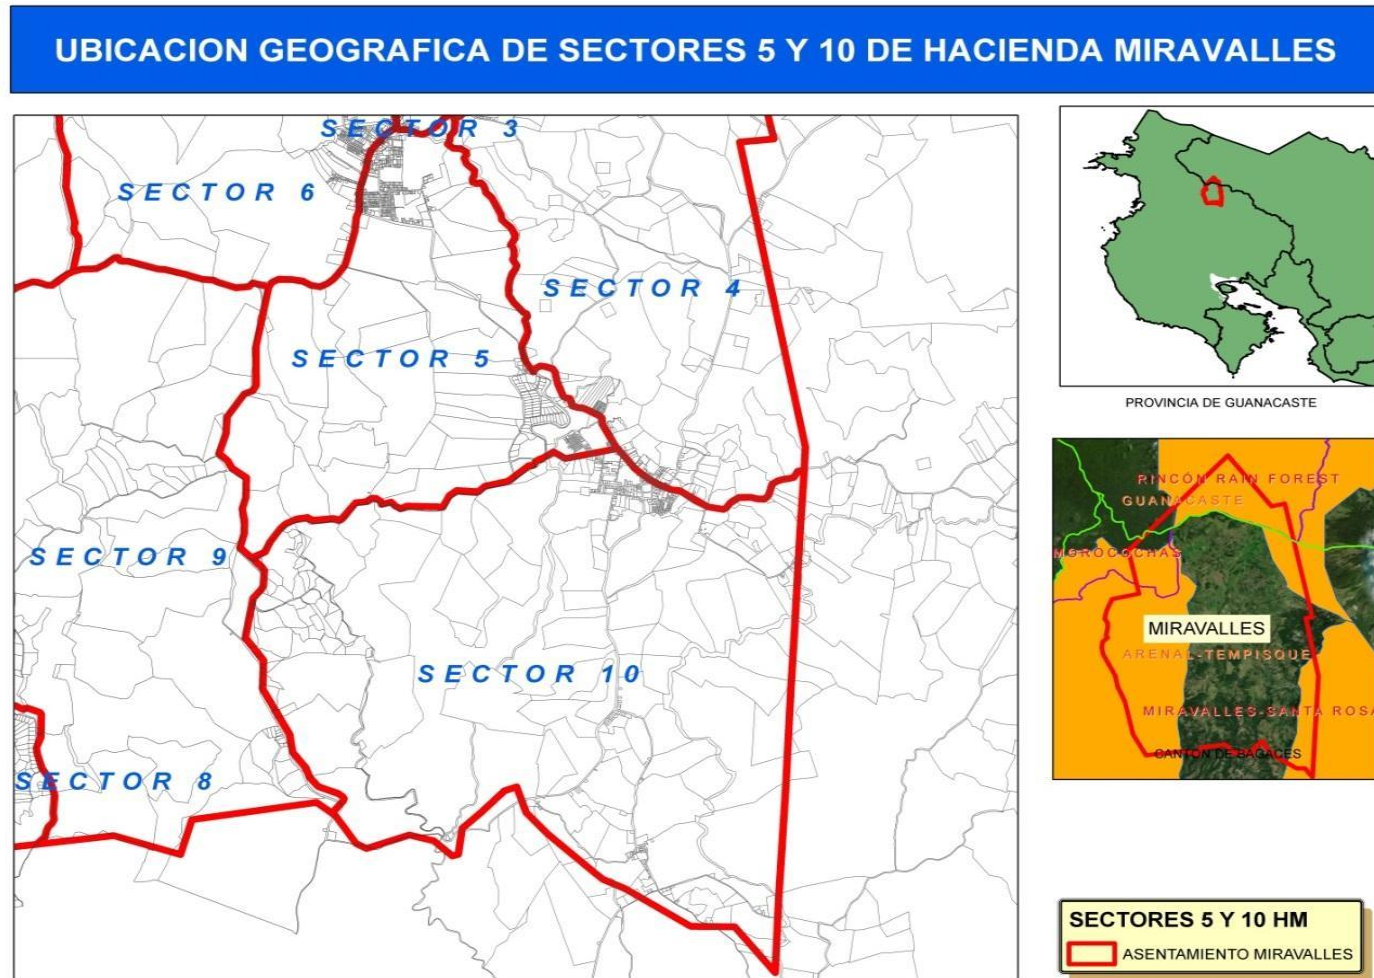 UBICACION GEOGRAFICA DE SECTORES 5 Y 10 DE HACIENDA MIRAVALLES
SECTOR 3
SECTOR 6
SECTOR 4
SECTOR 5
SECTOR 9
SECTOR 10
SECTOR 8
PROVINCIA DE GUANACASTE
RINCÓN RAIN FOREST
GUANACASTE
MOROCOCHAS
MIRAVALLES
ARENAL-TEMPISQUE
MIRAVALLES-SANTA ROSA
CANTON DE BAGACES
SECTORES 5 Y 10 HM
ASENTAMIENTO MIRAVALLES